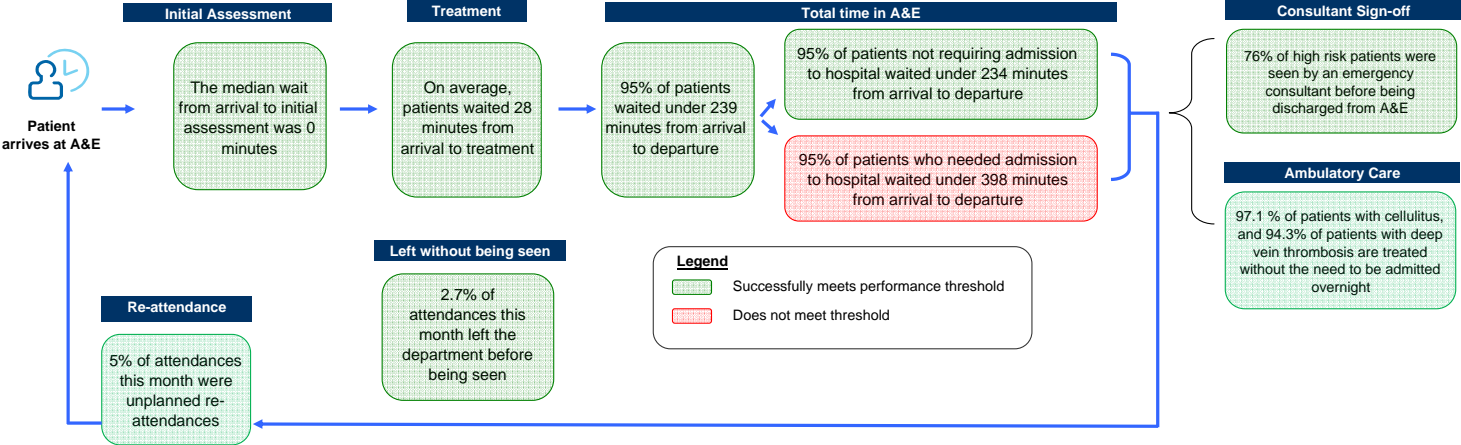 Initial Assessment
Treatment
Total time in A&E
Consultant Sign-off
Patient
arrives at A&E
The median wait
from arrival to initial
assessment was 0
minutes
On average,
patients waited 28
minutes from
arrival to treatment
95% of patients
waited under 239
minutes from arrival
to departure
95% of patients not requiring admission
to hospital waited under 234 minutes
from arrival to departure
95% of patients who needed admission
to hospital waited under 398 minutes
from arrival to departure
76% of high risk patients were
seen by an emergency
consultant before being
discharged from A&E
Ambulatory Care
97.1 % of patients with cellulitus,
and 94.3% of patients with deep
vein thrombosis are treated
without the need to be admitted
overnight
Left without being seen
2.7% of
attendances this
month left the
department before
being seen
Legend
Successfully meets performance threshold
Does not meet threshold
Re-attendance
5% of attendances
this month were
unplanned re-
attendances